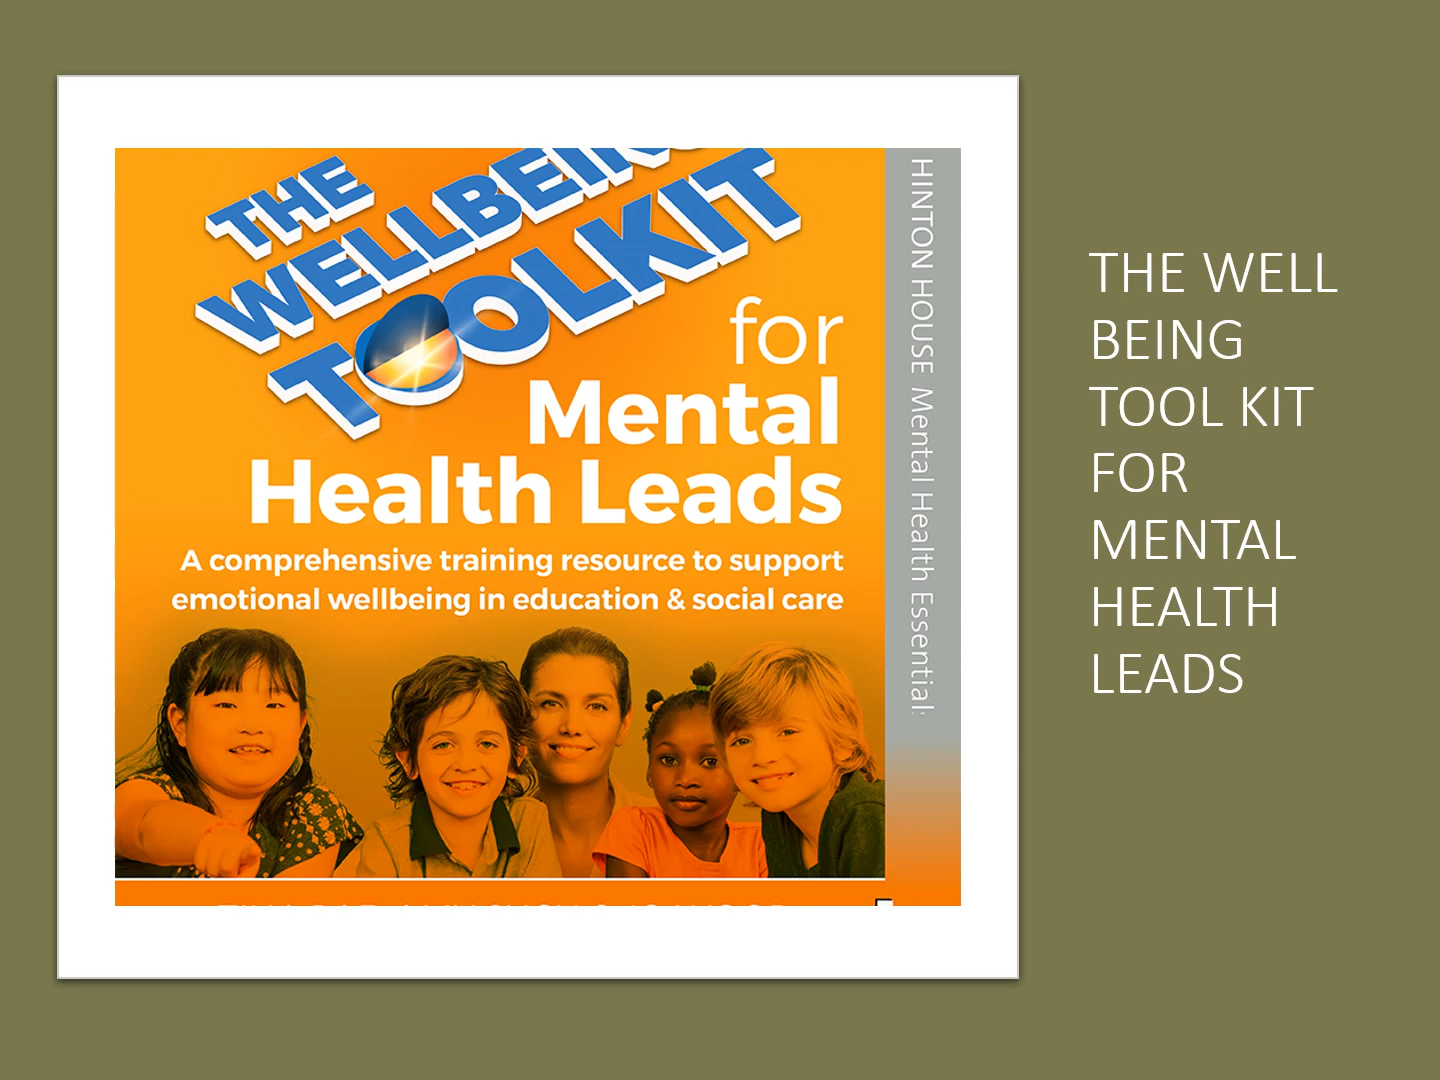 THE
WELLBEING
TOOLKIT
for
Mental
Health Leads
A comprehensive training resource to support
emotional wellbeing in education & social care
HINTON HOUSE Mental Health Essential
THE WELL
BEING
TOOL KIT
FOR
MENTAL
HEALTH
LEADS